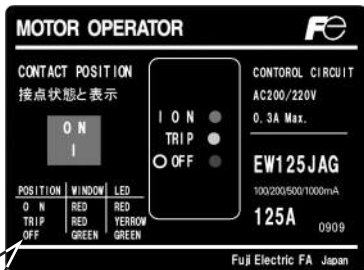 MOTOR OPERATOR
Fe
CONTACT POSITION
接点状態と表示
O N
I
POSITION WINDOW LED
O N RED RED
TRIP RED YERROW
OFF GREEN GREEN
I O N
TRIP
O OFF
CONTOROL CIRCUIT
AC200/220V
0.3A Max.
EW125JAG
100/200/500/1000mA
125A 0909
Fuji Electric FA Japan